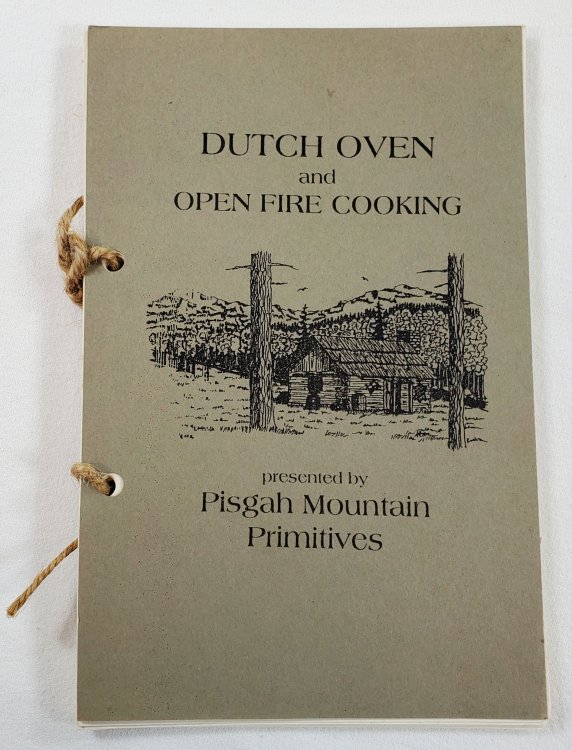 DUTCH OVEN
and
OPEN FIRE COOKING
presented by
Pisgah Mountain
Primitives